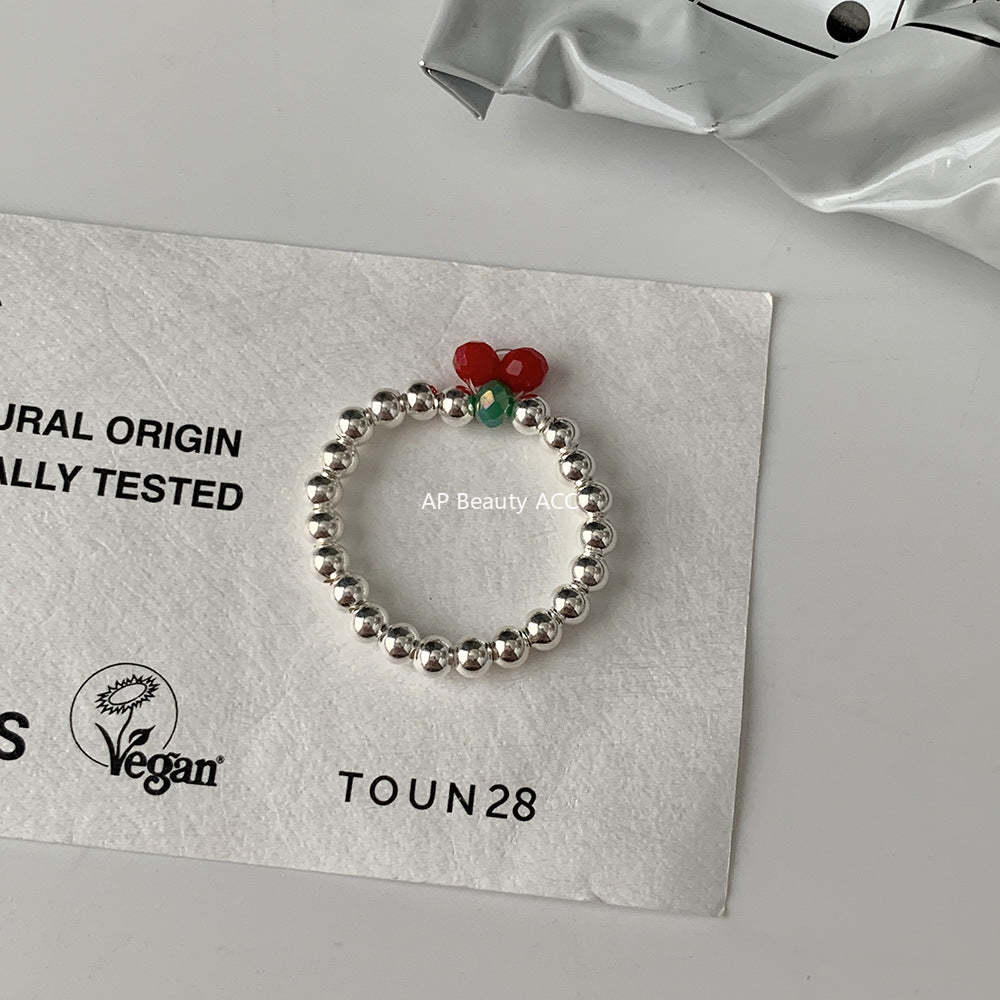 URAL ORIGIN
ALLY TESTED
AP Beauty ACC
S
Vegan®
TOUN28